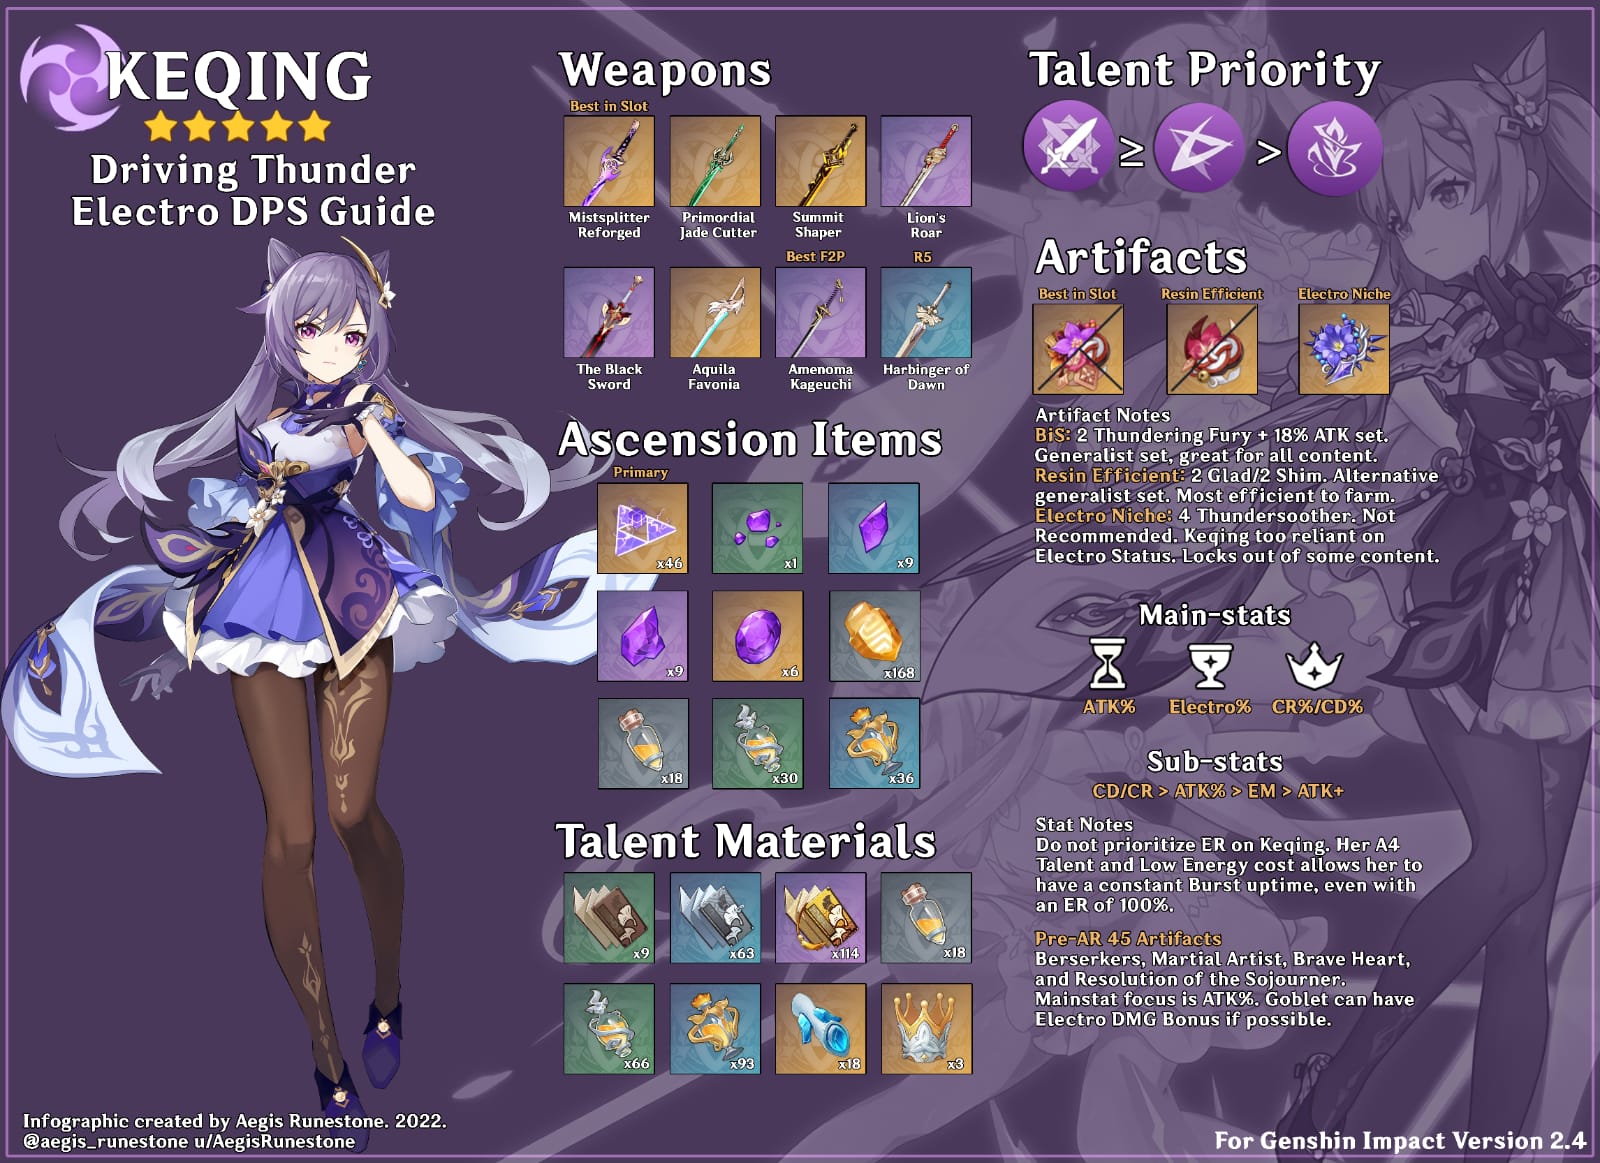 KEQING
Driving Thunder
Electro DPS Guide
Weapons
Best in Slot
Mistsplitter
Reforged
Primordial
Jade Cutter
Summit
Shaper
Lion's
Roar
Best F2P
R5
The Black
Sword
Aquila
Favonia
Amenoma
Kageuchi
Harbinger of
Dawn
Ascension Items
Primary
x46
x1
x9
x9
x6
x168
x18
x30
x36
Talent Materials
x9
x63
x114
x18
x66
x93
x18
x3
Talent Priority
≥
>
Artifacts
Best in Slot
Resin Efficient
Electro Niche
Artifact Notes
BiS: 2 Thundering Fury + 18% ATK set.
Generalist set, great for all content.
Resin Efficient: 2 Glad/2 Shim. Alternative
generalist set. Most efficient to farm.
Electro Niche: 4 Thundersoother. Not
Recommended. Keqing too reliant on
Electro Status. Locks out of some content.
Main-stats
ATK%
Electro%
CR%/CD%
Sub-stats
CD/CR > ATK% > EM > ATK+
Stat Notes
Do not prioritize ER on Keqing. Her A4
Talent and Low Energy cost allows her to
have a constant Burst uptime, even with
an ER of 100%.
Pre-AR 45 Artifacts
Berserkers, Martial Artist, Brave Heart,
and Resolution of the Sojourner.
Mainstat focus is ATK%. Goblet can have
Electro DMG Bonus if possible.
Infographic created by Aegis Runestone. 2022.
@aegis_runestone u/AegisRunestone
For Genshin Impact Version 2.4